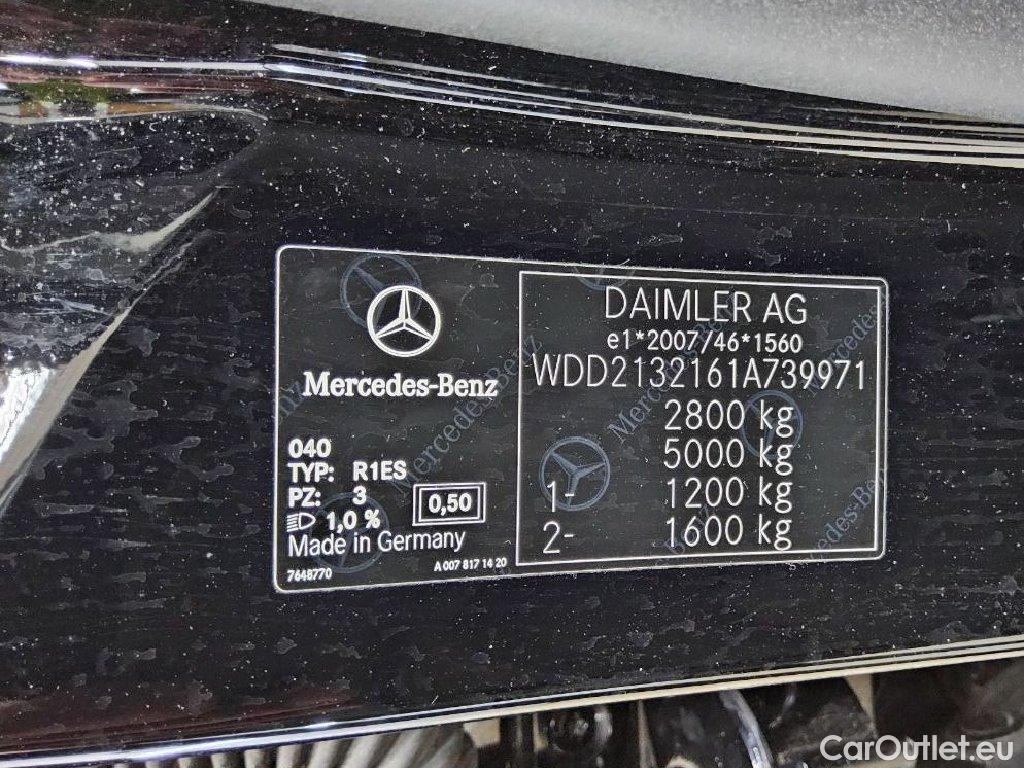 Mercedes-Benz
040
TYP: R1ES
PZ: 3
1,0 %
0,50
Made in Germany
7648770
A 007 817 14 20
DAIMLER AG
e1*2007/46*1560
WDD2132161A739971
2800 kg
5000 kg
1- 1200 kg
2- 1600 kg
CarOutlet.eu